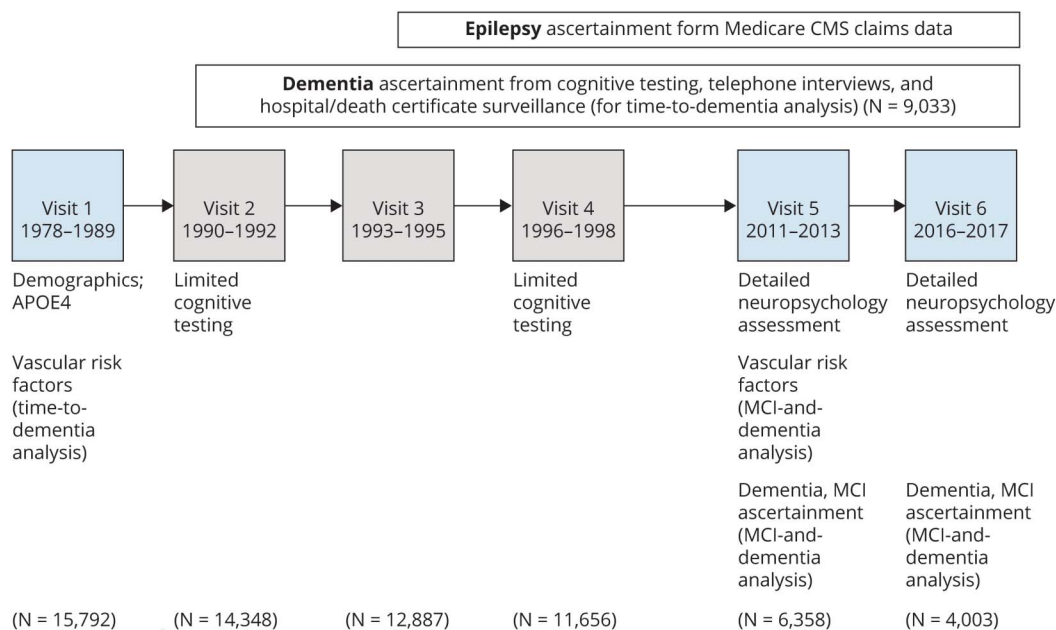 Epilepsy ascertainment form Medicare CMS claims data
Dementia ascertainment from cognitive testing, telephone interviews, and
hospital/death certificate surveillance (for time-to-dementia analysis) (N = 9,033)
Visit 1
1978–1989
Visit 2
1990–1992
Visit 3
1993–1995
Visit 4
1996–1998
Visit 5
2011–2013
Visit 6
2016–2017
Demographics;
APOE4
Vascular risk
factors
(time-to-
dementia
analysis)
Limited
cognitive
testing
Limited
cognitive
testing
Detailed
neuropsychology
assessment
Vascular risk
factors
(MCI-and-
dementia
analysis)
Dementia, MCI
ascertainment
(MCI-and-
dementia
analysis)
Detailed
neuropsychology
assessment
Dementia, MCI
ascertainment
(MCI-and-
dementia
analysis)
(N = 15,792)
(N = 14,348)
(N = 12,887)
(N = 11,656)
(N = 6,358)
(N = 4,003)